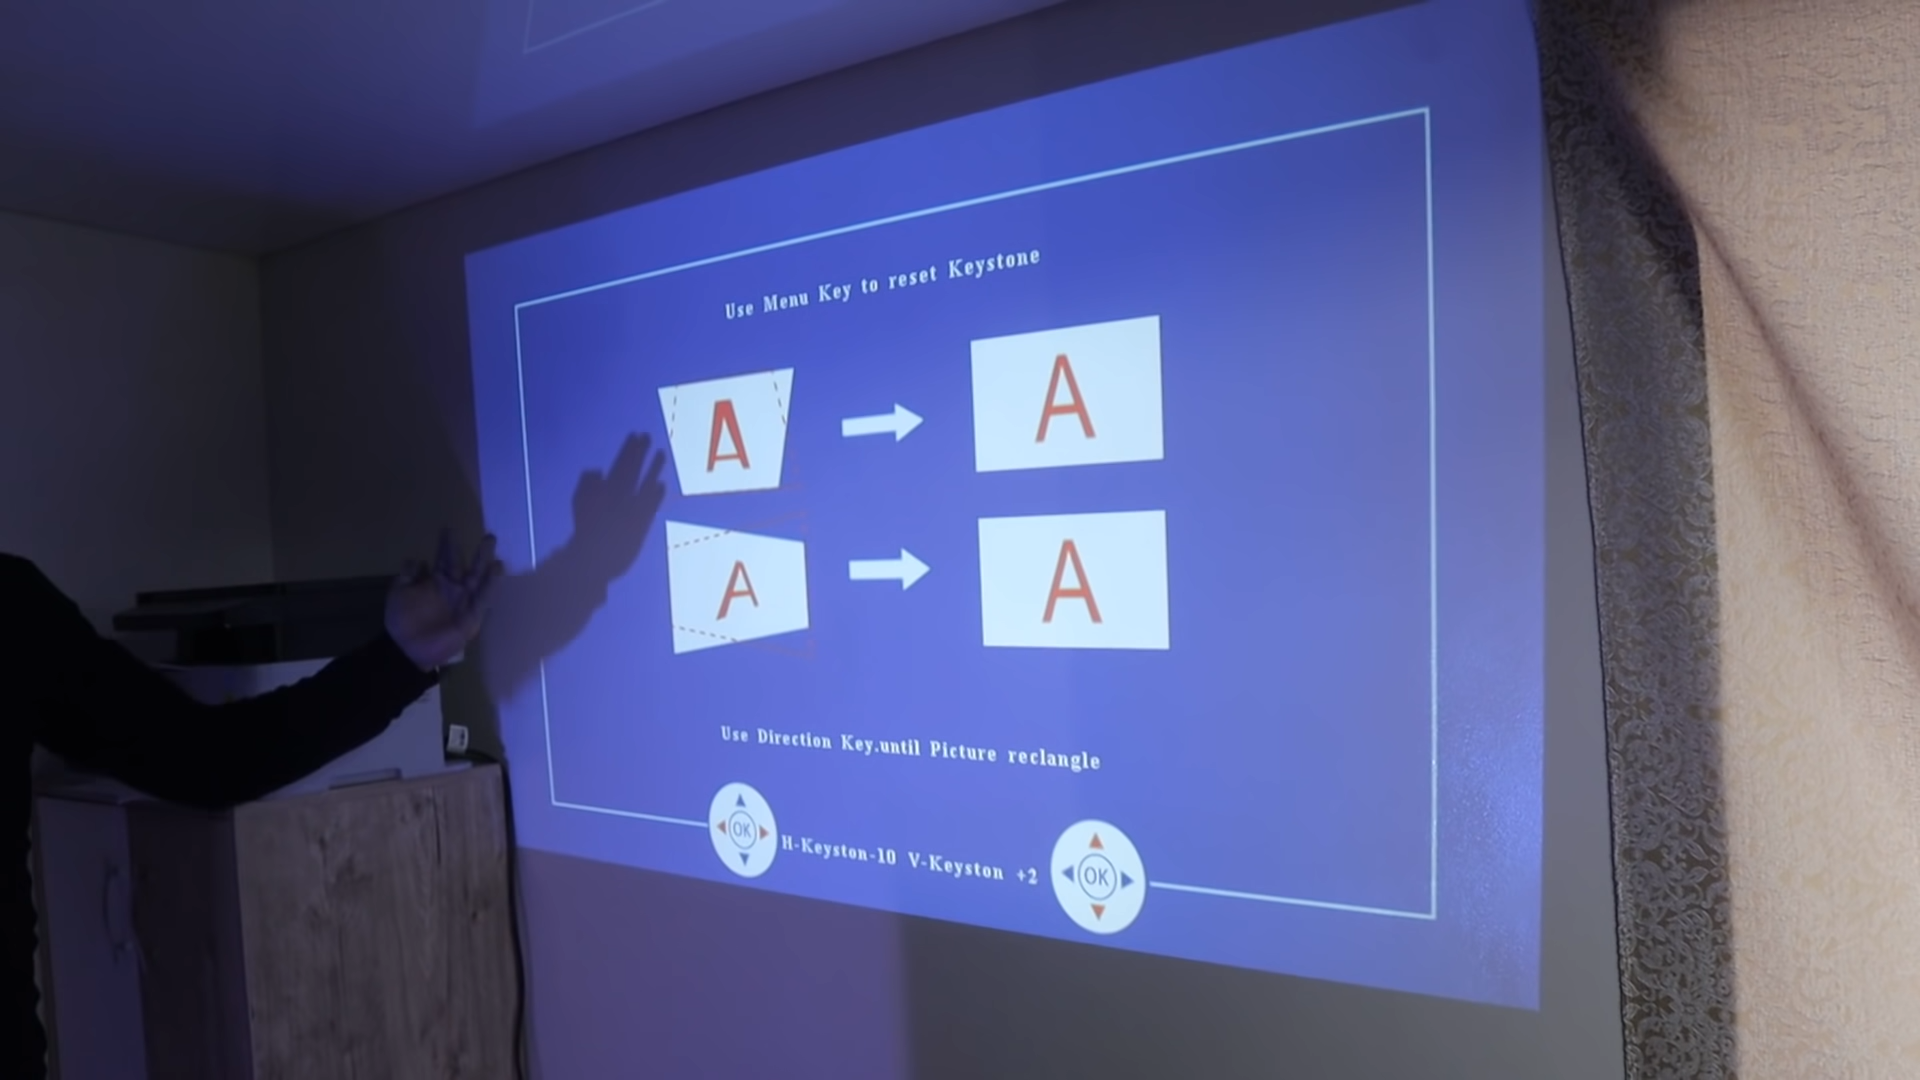 Use Menu Key to reset Keystone
A A
A A
Use Direction Key.until Picture reclangle
OK H-Keyston-10 V-Keyston +2 OK